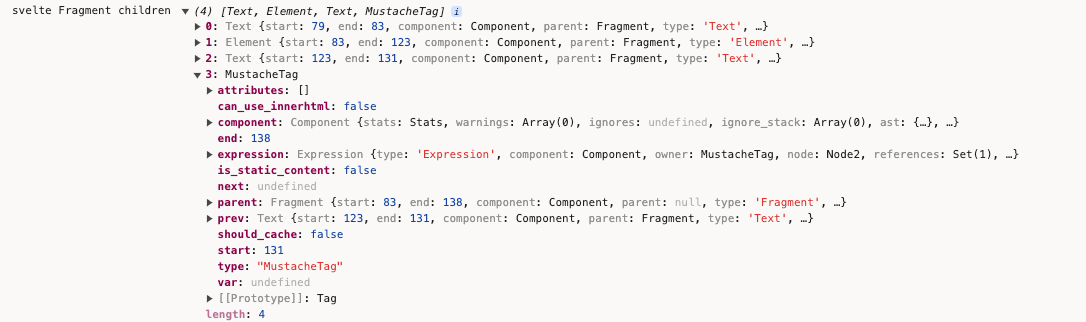 svelte Fragment children ▼ (4) [Text, Element, Text, MustacheTag] i
▶ 0: Text {start: 79, end: 83, component: Component, parent: Fragment, type: 'Text', …}
▶ 1: Element {start: 83, end: 123, component: Component, parent: Fragment, type: 'Element', …}
▶ 2: Text {start: 123, end: 131, component: Component, parent: Fragment, type: 'Text', …}
▼ 3: MustacheTag
▶ attributes: []
can_use_innerhtml: false
▶ component: Component {stats: Stats, warnings: Array(0), ignores: undefined, ignore_stack: Array(0), ast: {…}, …}
end: 138
▶ expression: Expression {type: 'Expression', component: Component, owner: MustacheTag, node: Node2, references: Set(1), …}
is_static_content: false
next: undefined
▶ parent: Fragment {start: 83, end: 138, component: Component, parent: null, type: 'Fragment', …}
▶ prev: Text {start: 123, end: 131, component: Component, parent: Fragment, type: 'Text', …}
should_cache: false
start: 131
type: "MustacheTag"
var: undefined
▶ [[Prototype]]: Tag
length: 4